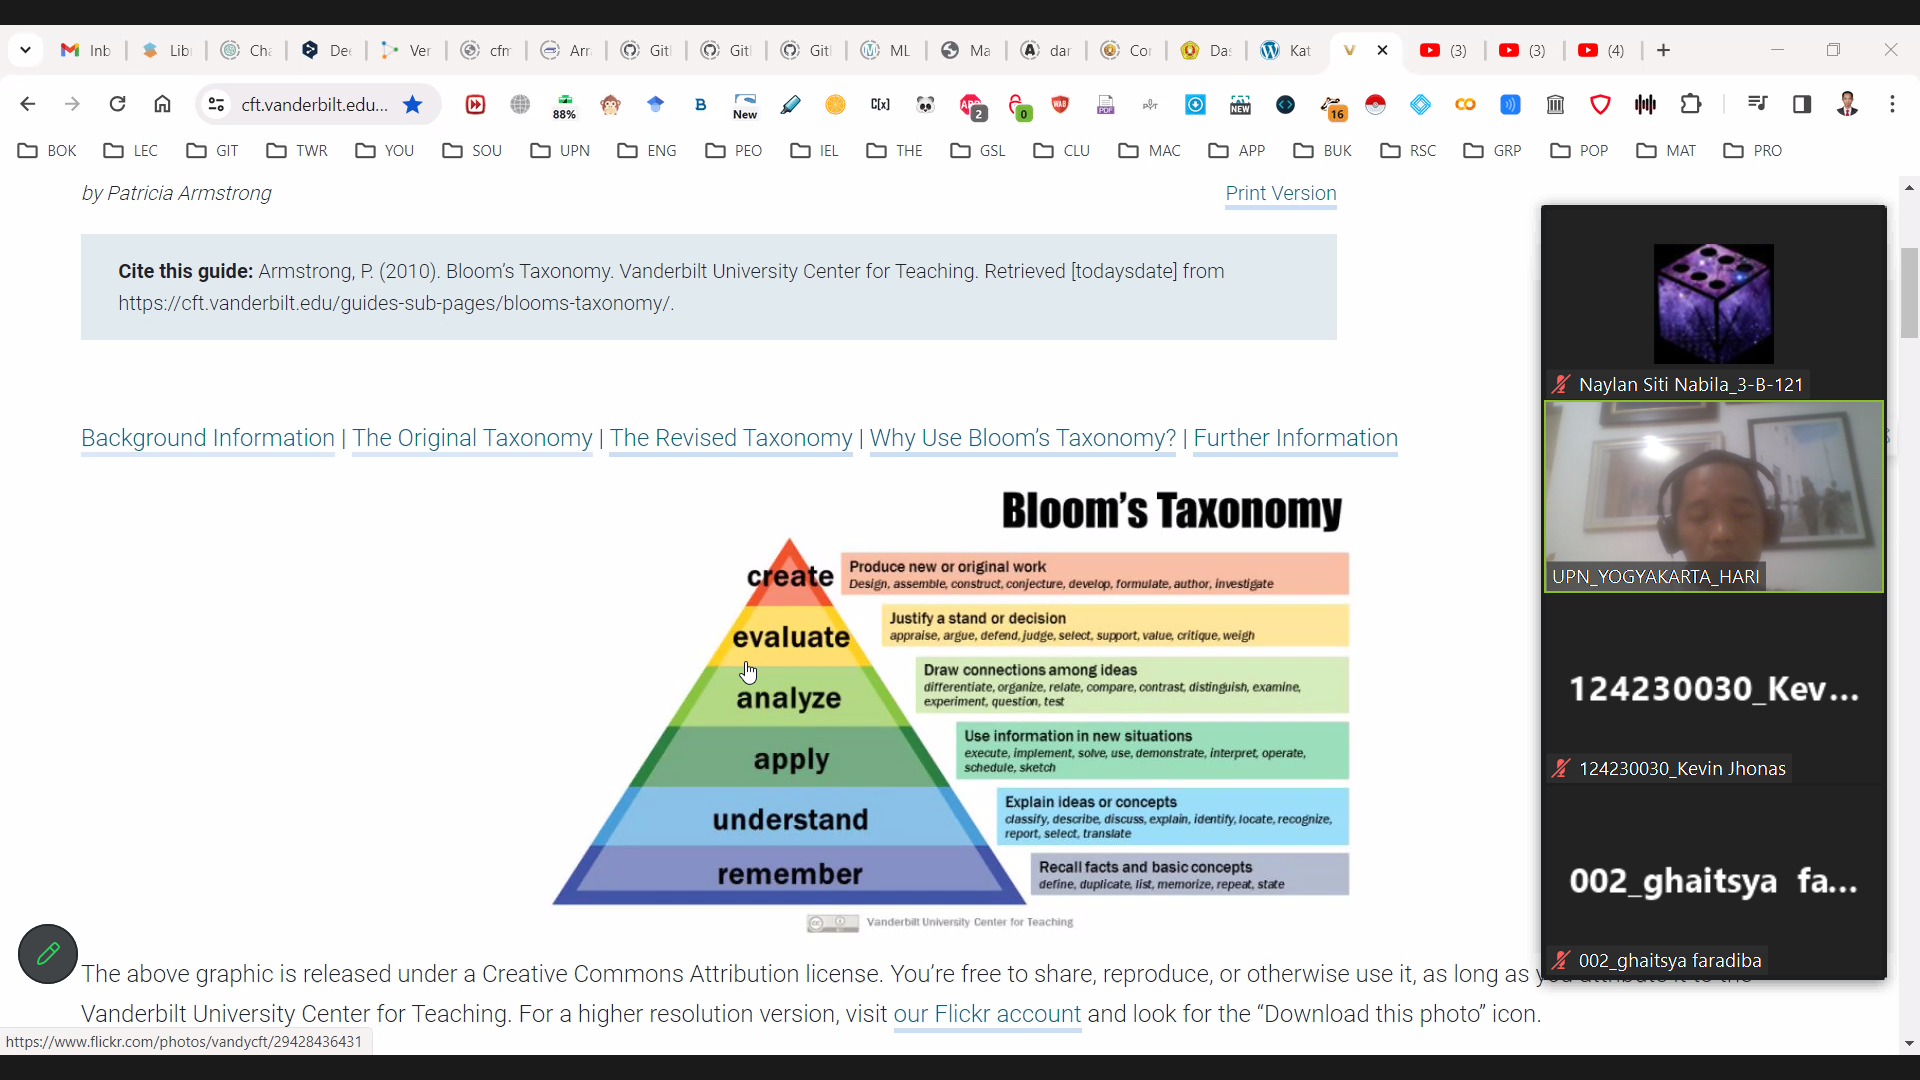 Inb
Lib
Cha
Dee
Ver
cfm
Arr
Git
Git
Git
ML
Ma
dar
Cor
Das
Kat
(3)
(3)
(4)
cft.vanderbilt.edu...
88%
New
C[x]
2
0
NEW
16
BOK
LEC
GIT
TWR
YOU
SOU
UPN
ENG
PEO
IEL
THE
GSL
CLU
MAC
APP
BUK
RSC
GRP
POP
MAT
PRO
by Patricia Armstrong
Print Version
Cite this guide: Armstrong, P. (2010). Bloom's Taxonomy. Vanderbilt University Center for Teaching. Retrieved [todaysdate] from
https://cft.vanderbilt.edu/guides-sub-pages/blooms-taxonomy/.
Background Information | The Original Taxonomy | The Revised Taxonomy | Why Use Bloom's Taxonomy? | Further Information
Bloom's Taxonomy
create
Produce new or original work
Design, assemble, construct, conjecture, develop, formulate, author, investigate
evaluate
Justify a stand or decision
appraise, argue, defend, judge, select, support, value, critique, weigh
analyze
Draw connections among ideas
differentiate, organize, relate, compare, contrast, distinguish, examine,
experiment, question, test
apply
Use information in new situations
execute, implement, solve, use, demonstrate, interpret, operate,
schedule, sketch
understand
Explain ideas or concepts
classify, describe, discuss, explain, identify, locate, recognize,
report, select, translate
remember
Recall facts and basic concepts
define, duplicate, list, memorize, repeat, state
Vanderbilt University Center for Teaching
The above graphic is released under a Creative Commons Attribution license. You're free to share, reproduce, or otherwise use it, as long as
Vanderbilt University Center for Teaching. For a higher resolution version, visit our Flickr account and look for the "Download this photo" icon.
https://www.flickr.com/photos/vandycft/29428436431
Naylan Siti Nabila_3-B-121
UPN_YOGYAKARTA_HARI
124230030_Kev...
124230030_Kevin Jhonas
002_ghaitsya fa...
002_ghaitsya faradiba